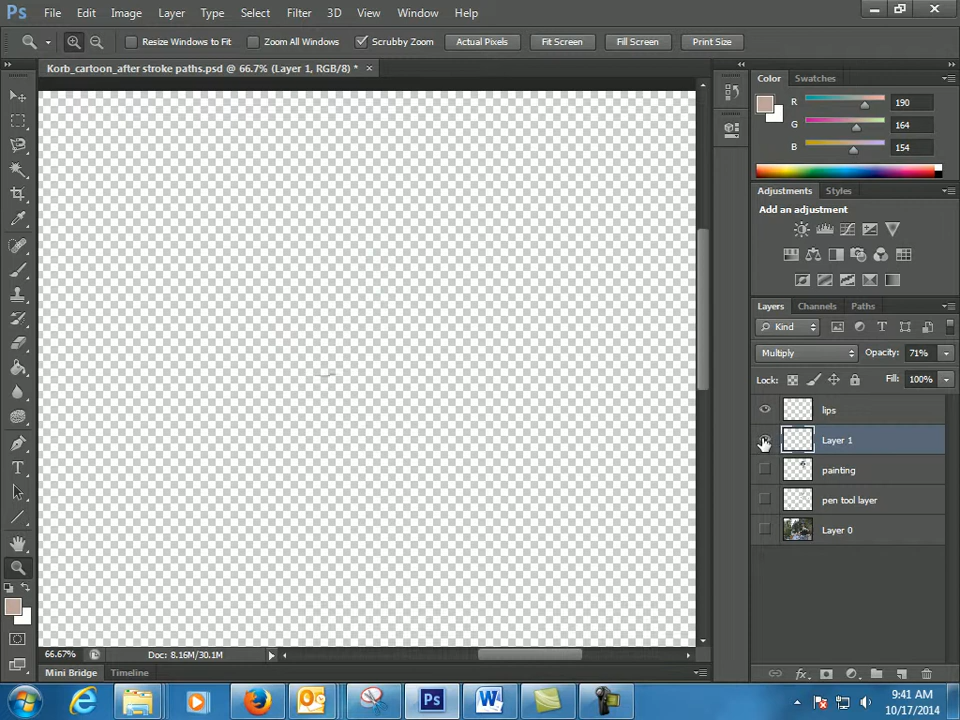 Ps File Edit Image Layer Type Select Filter 3D View Window Help
Resize Windows to Fit Zoom All Windows Scrubby Zoom Actual Pixels Fit Screen Fill Screen Print Size
Korb_cartoon_after stroke paths.psd @ 66.7% (Layer 1, RGB/8) * ×
Color Swatches
R 190
G 164
B 154
Adjustments Styles
Add an adjustment
Layers Channels Paths
Kind T
Multiply Opacity: 71%
Lock: Fill: 100%
lips
Layer 1
painting
pen tool layer
Layer 0
T
66.67% Doc: 8.16M/30.1M
fx
Mini Bridge Timeline
Ps W
9:41 AM
10/17/2014